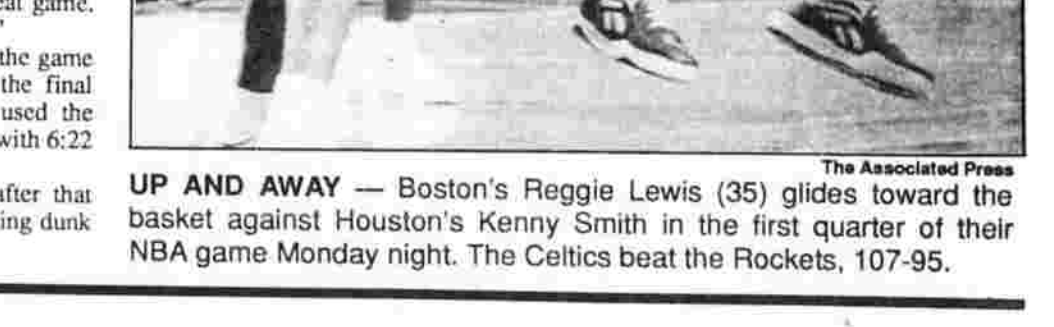 eat game.
the game
the final
used the
with 6:22
after that
ing dunk
The Associated Press
UP AND AWAY — Boston's Reggie Lewis (35) glides toward the
basket against Houston's Kenny Smith in the first quarter of their
NBA game Monday night. The Celtics beat the Rockets, 107-95.